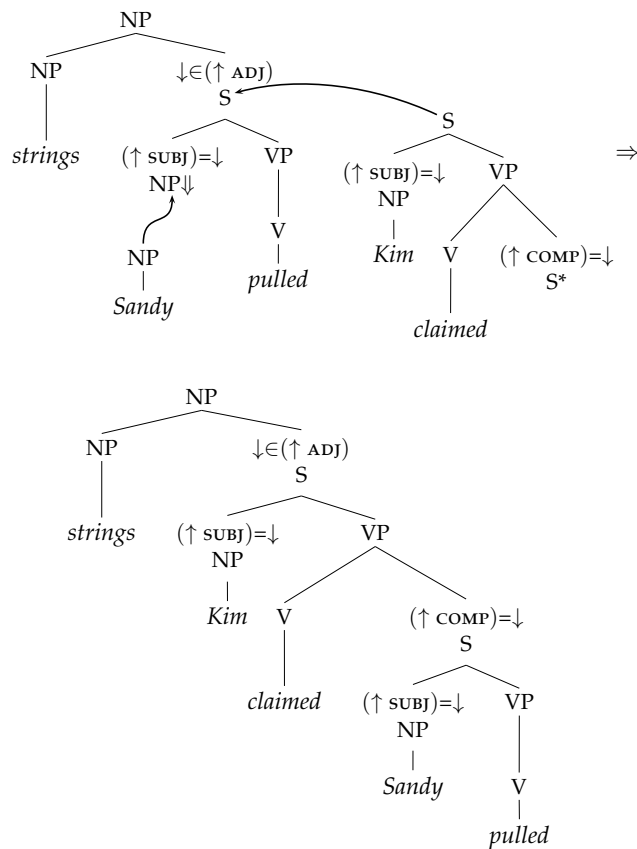 NP
NP ↓∈(↑ ADJ)
S S
strings (↑ SUBJ)=↓ VP (↑ SUBJ)=↓ VP ⇒
NP⇓ NP
NP V Kim V (↑ COMP)=↓
Sandy pulled S*
claimed
NP
NP ↓∈(↑ ADJ)
S
strings (↑ SUBJ)=↓ VP
NP
Kim V (↑ COMP)=↓
S
claimed (↑ SUBJ)=↓ VP
NP
Sandy V
pulled